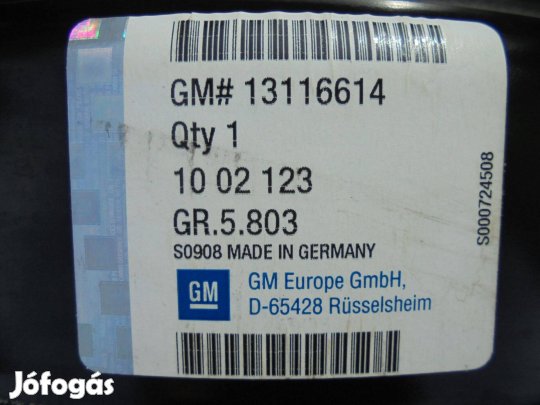 GM# 13116614
Qty 1
10 02 123
GR.5.803
S0908 MADE IN GERMANY
GM
GM Europe GmbH,
D-65428 Rüsselsheim
S000724508
Jófogás